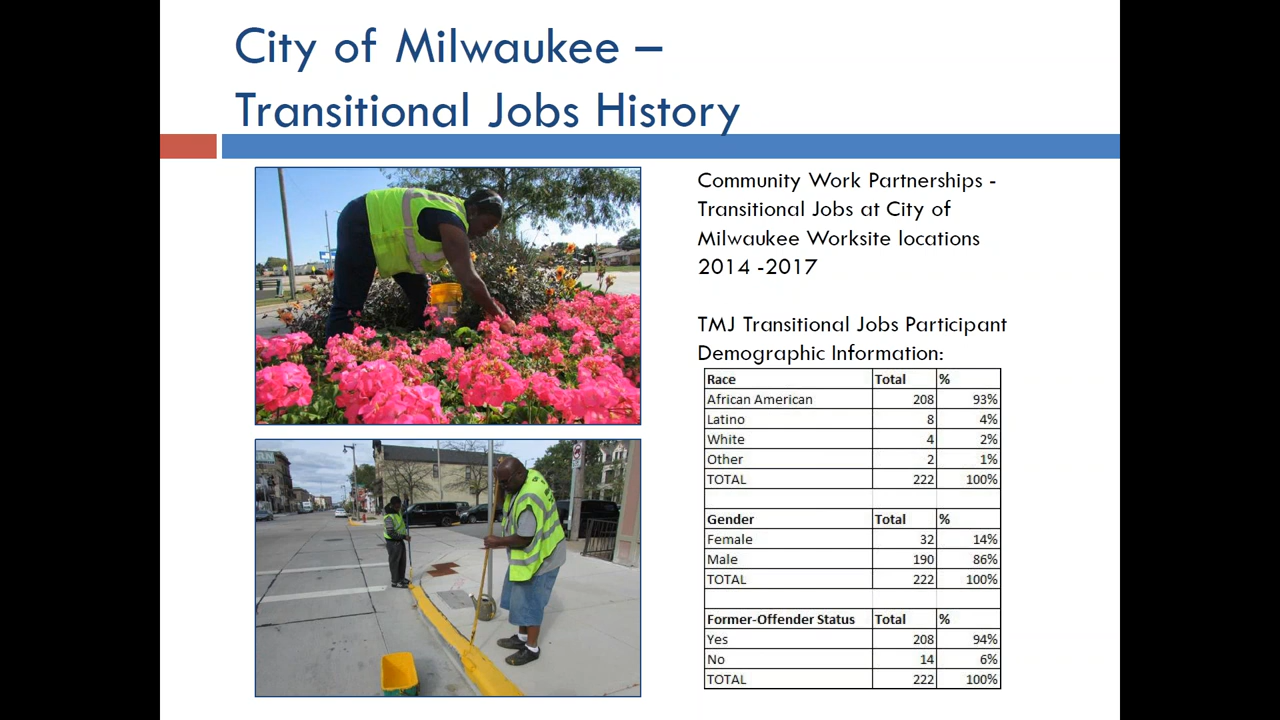 City of Milwaukee –
Transitional Jobs History
Community Work Partnerships -
Transitional Jobs at City of
Milwaukee Worksite locations
2014 -2017
TMJ Transitional Jobs Participant
Demographic Information:
Race Total %
African American 208 93%
Latino 8 4%
White 4 2%
Other 2 1%
TOTAL 222 100%
Gender Total %
Female 32 14%
Male 190 86%
TOTAL 222 100%
Former-Offender Status Total %
Yes 208 94%
No 14 6%
TOTAL 222 100%